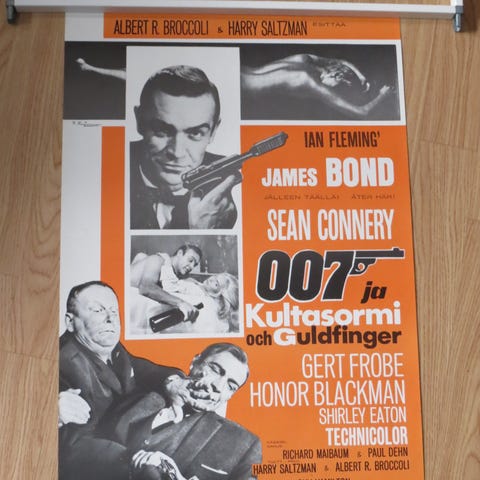 ALBERT R. BROCCOLI & HARRY SALTZMAN ESITTÄÄ
IAN FLEMING'
JAMES BOND
JÄLLEEN TÄÄLLÄ! ÄTER HÄR!
SEAN CONNERY
007 ja
Kultasormi
och Guldfinger
GERT FROBE
HONOR BLACKMAN
SHIRLEY EATON
TECHNICOLOR
RICHARD MAIBAUM & PAUL DEHN
HARRY SALTZMAN & ALBERT R. BROCCOLI